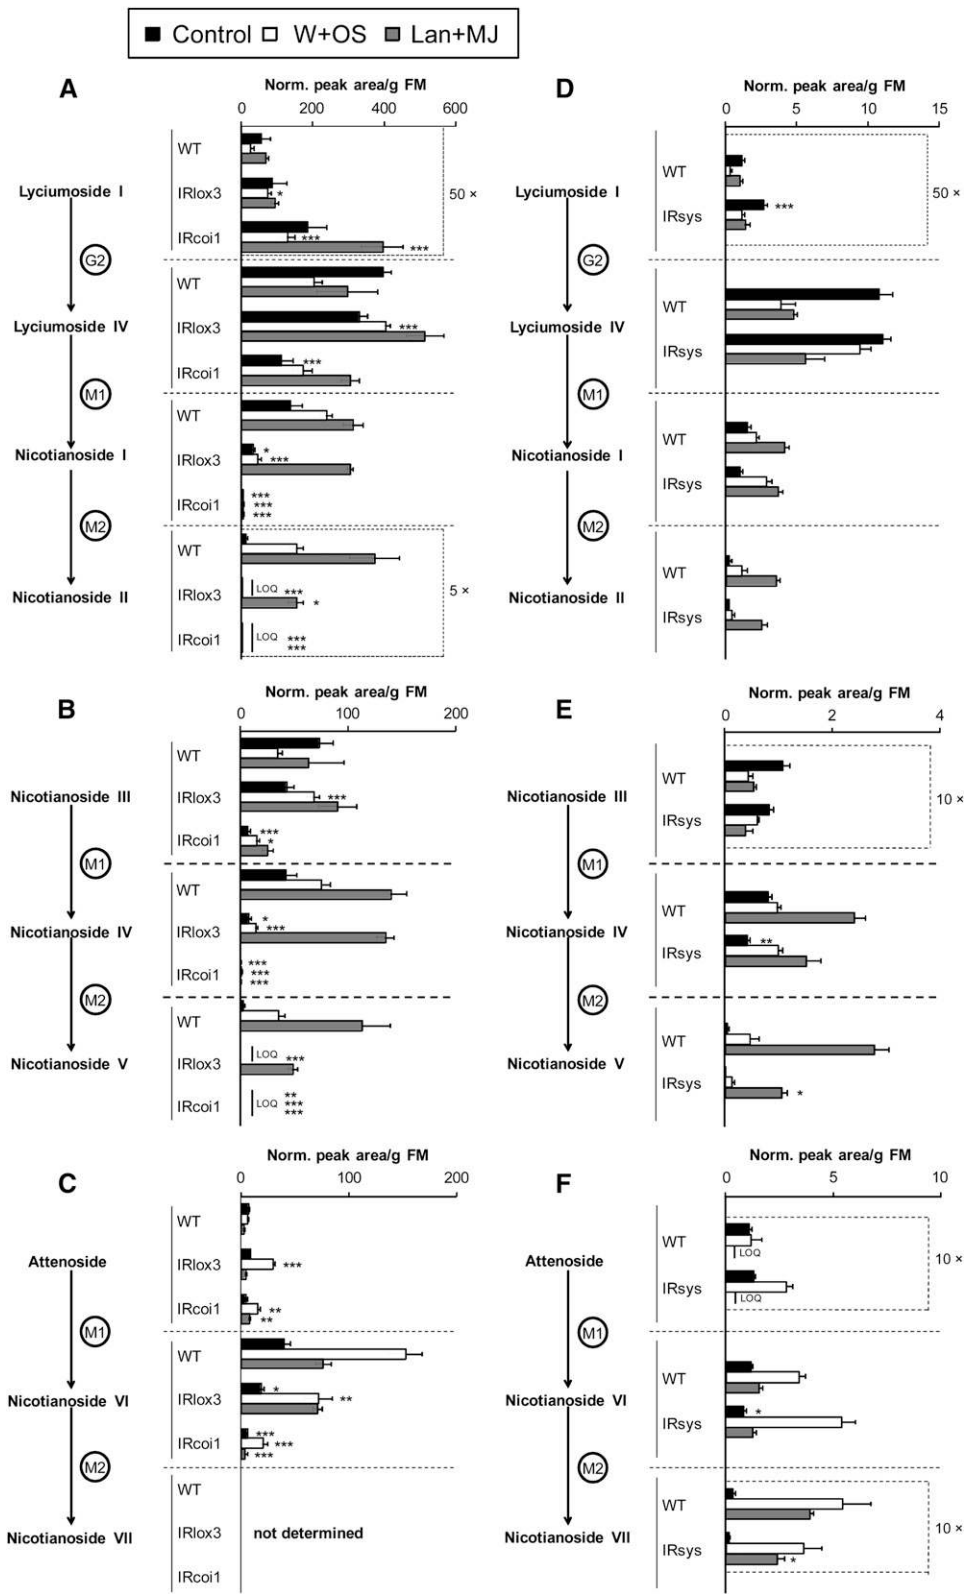 Control W+OS Lan+MJ
A
Norm. peak area/g FM
0 200 400 600
Lyciumoside I
G2
Lyciumoside IV
M1
Nicotianoside I
M2
Nicotianoside II
WT
IRlox3 *
IRcoi1 ***
***
50 ×
WT
IRlox3 ***
IRcoi1 ***
WT
IRlox3 *
***
IRcoi1 ***
***
***
WT
IRlox3 LOQ ***
*
IRcoi1 LOQ ***
***
5 ×
B
Norm. peak area/g FM
0 100 200
Nicotianoside III
M1
Nicotianoside IV
M2
Nicotianoside V
WT
IRlox3 ***
IRcoi1 ***
*
WT
IRlox3 *
***
IRcoi1 ***
***
***
WT
IRlox3 LOQ ***
IRcoi1 LOQ **
***
***
C
Norm. peak area/g FM
0 100 200
Attenoside
M1
Nicotianoside VI
M2
Nicotianoside VII
WT
IRlox3 ***
IRcoi1 **
**
WT
IRlox3 *
**
IRcoi1 ***
***
***
WT
IRlox3 not determined
IRcoi1
D
Norm. peak area/g FM
0 5 10 15
Lyciumoside I
G2
Lyciumoside IV
M1
Nicotianoside I
M2
Nicotianoside II
WT
IRsys ***
50 ×
WT
IRsys
WT
IRsys
WT
IRsys
E
Norm. peak area/g FM
0 2 4
Nicotianoside III
M1
Nicotianoside IV
M2
Nicotianoside V
WT
IRsys
10 ×
WT
IRsys **
WT
IRsys *
F
Norm. peak area/g FM
0 5 10
Attenoside
M1
Nicotianoside VI
M2
Nicotianoside VII
WT LOQ
IRsys LOQ
10 ×
WT
IRsys *
WT
IRsys *
10 ×